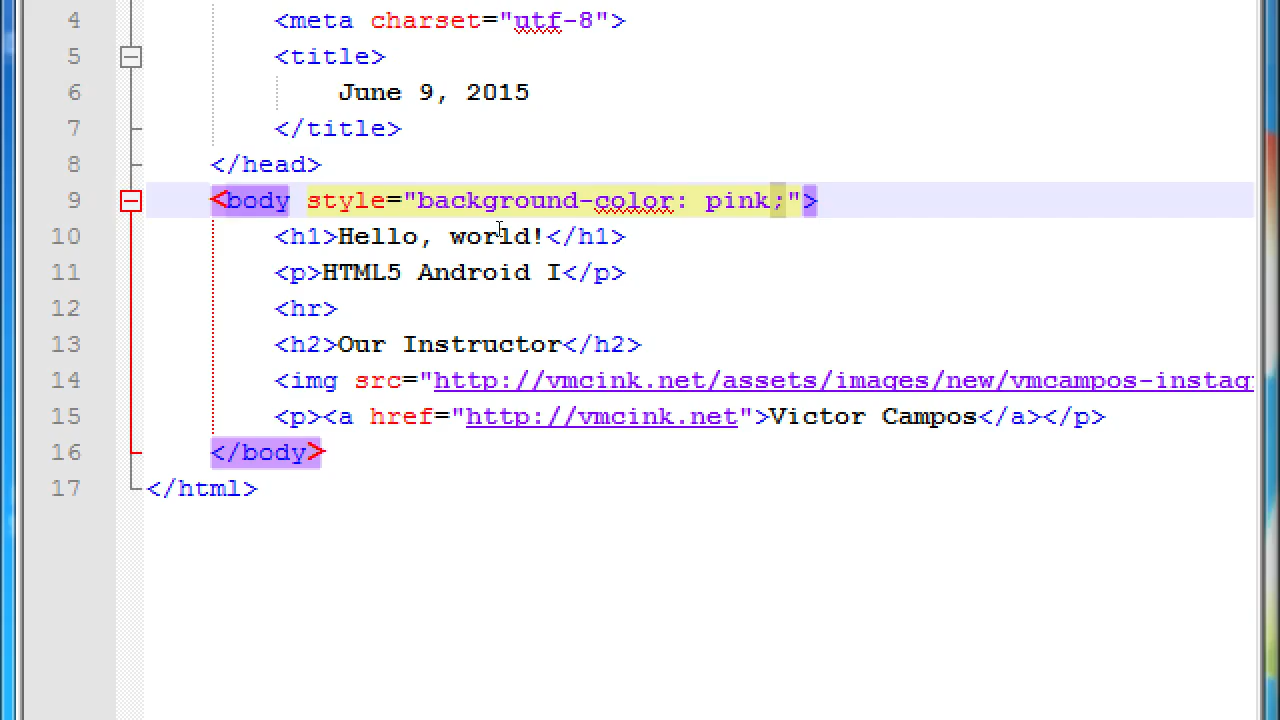 4 <meta charset="utf-8">
5 <title>
6 June 9, 2015
7 </title>
8 </head>
9 <body style="background-color: pink;">
10 <h1>Hello, world!</h1>
11 <p>HTML5 Android I</p>
12 <hr>
13 <h2>Our Instructor</h2>
14 <img src="http://vmcink.net/assets/images/new/vmcampos-instag
15 <p><a href="http://vmcink.net">Victor Campos</a></p>
16 </body>
17 </html>